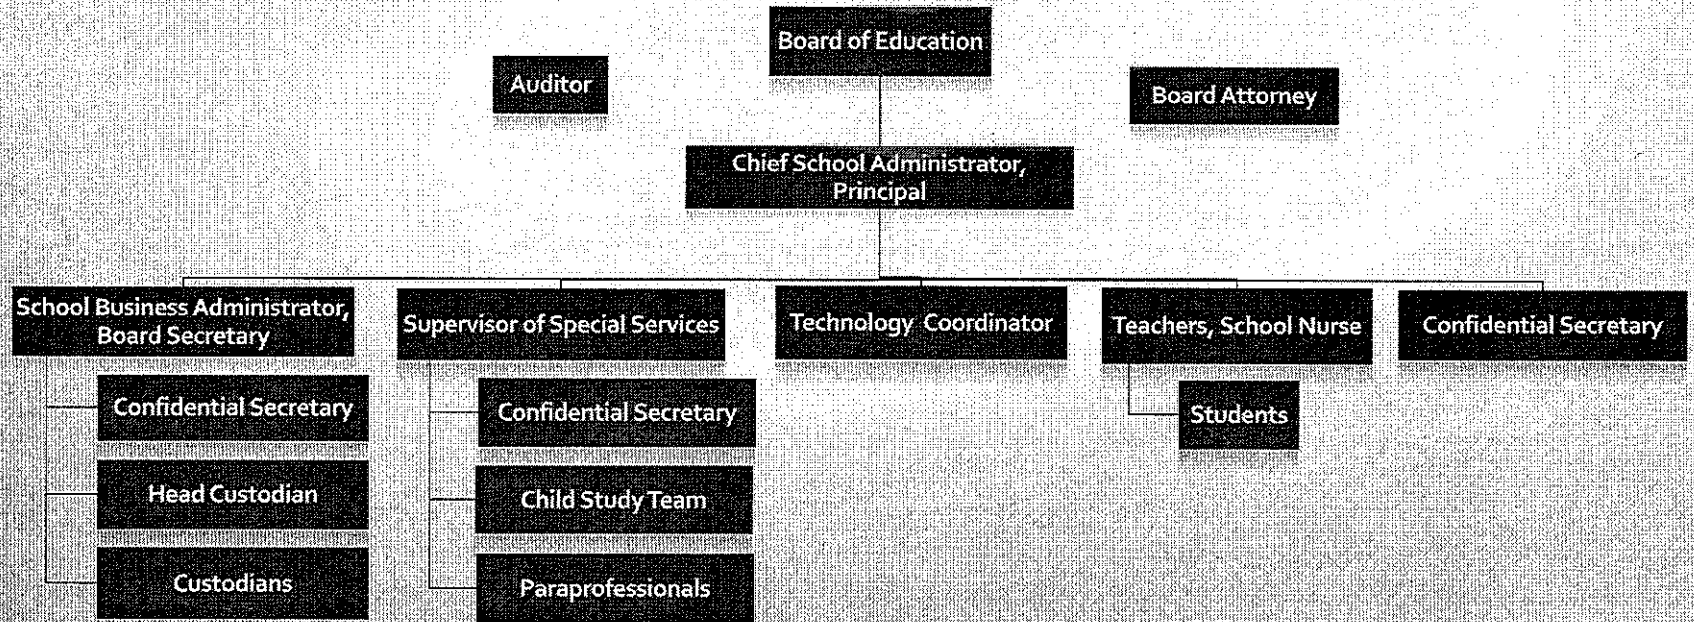 Board of Education
Auditor
Board Attorney
Chief School Administrator,
Principal
School Business Administrator,
Board Secretary
Supervisor of Special Services
Technology Coordinator
Teachers, School Nurse
Confidential Secretary
Confidential Secretary
Head Custodian
Custodians
Confidential Secretary
Child Study Team
Paraprofessionals
Students